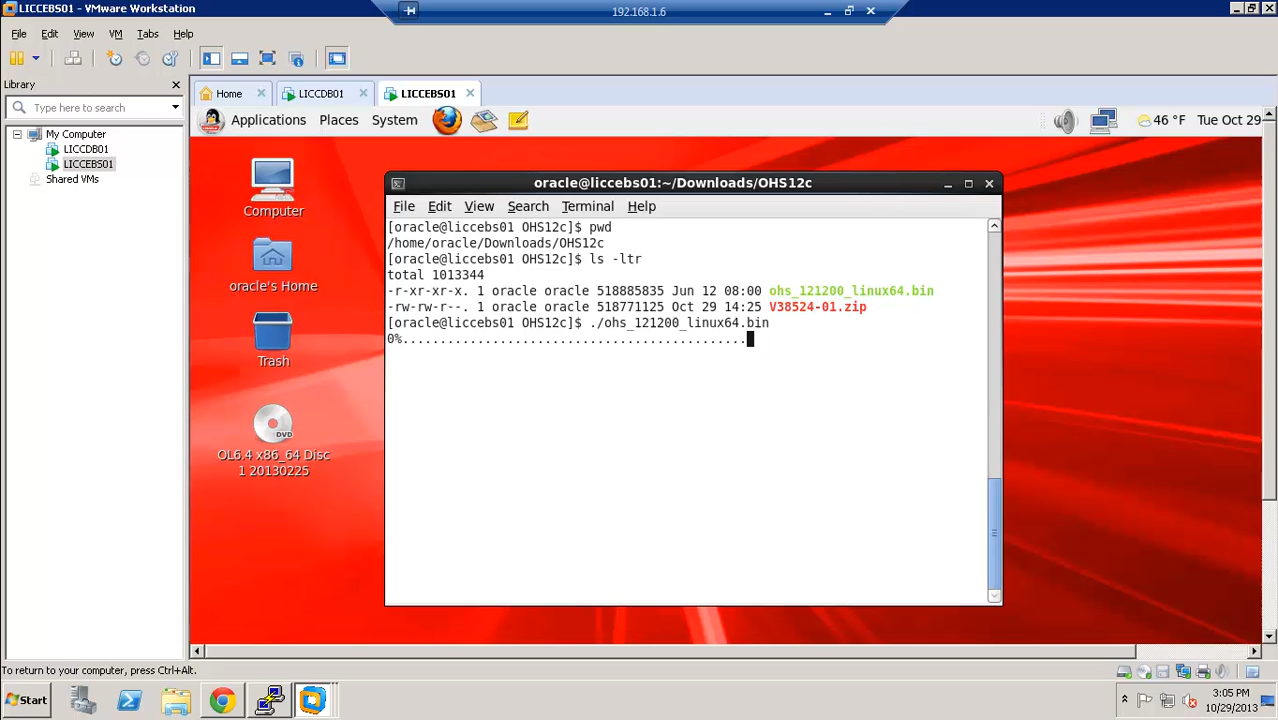 LICCEBS01 - VMware Workstation
192.168.1.6
File Edit View VM Tabs Help
Library
Type here to search
My Computer
LICCDB01
LICCEBS01
Shared VMs
Home
LICCDB01
LICCEBS01
Applications Places System
46 °F
Tue Oct 29
Computer
oracle's Home
Trash
DVD
OL6.4 x86_64 Disc
1 20130225
oracle@liccebs01:~/Downloads/OHS12c
File Edit View Search Terminal Help
[oracle@liccebs01 OHS12c]$ pwd
/home/oracle/Downloads/OHS12c
[oracle@liccebs01 OHS12c]$ ls -ltr
total 1013344
-r-xr-xr-x. 1 oracle oracle 518885835 Jun 12 08:00 ohs_121200_linux64.bin
-rw-rw-r--. 1 oracle oracle 518771125 Oct 29 14:25 V38524-01.zip
[oracle@liccebs01 OHS12c]$ ./ohs_121200_linux64.bin
0%..............................................
To return to your computer, press Ctrl+Alt.
Start
3:05 PM
10/29/2013